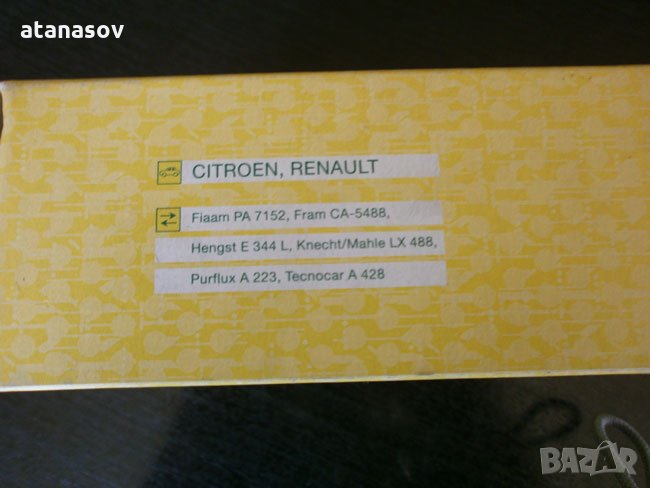 atanasov
CITROEN, RENAULT
Fiaam PA 7152, Fram CA-5488,
Hengst E 344 L, Knecht/Mahle LX 488,
Purflux A 223, Tecnocar A 428
BAZAR